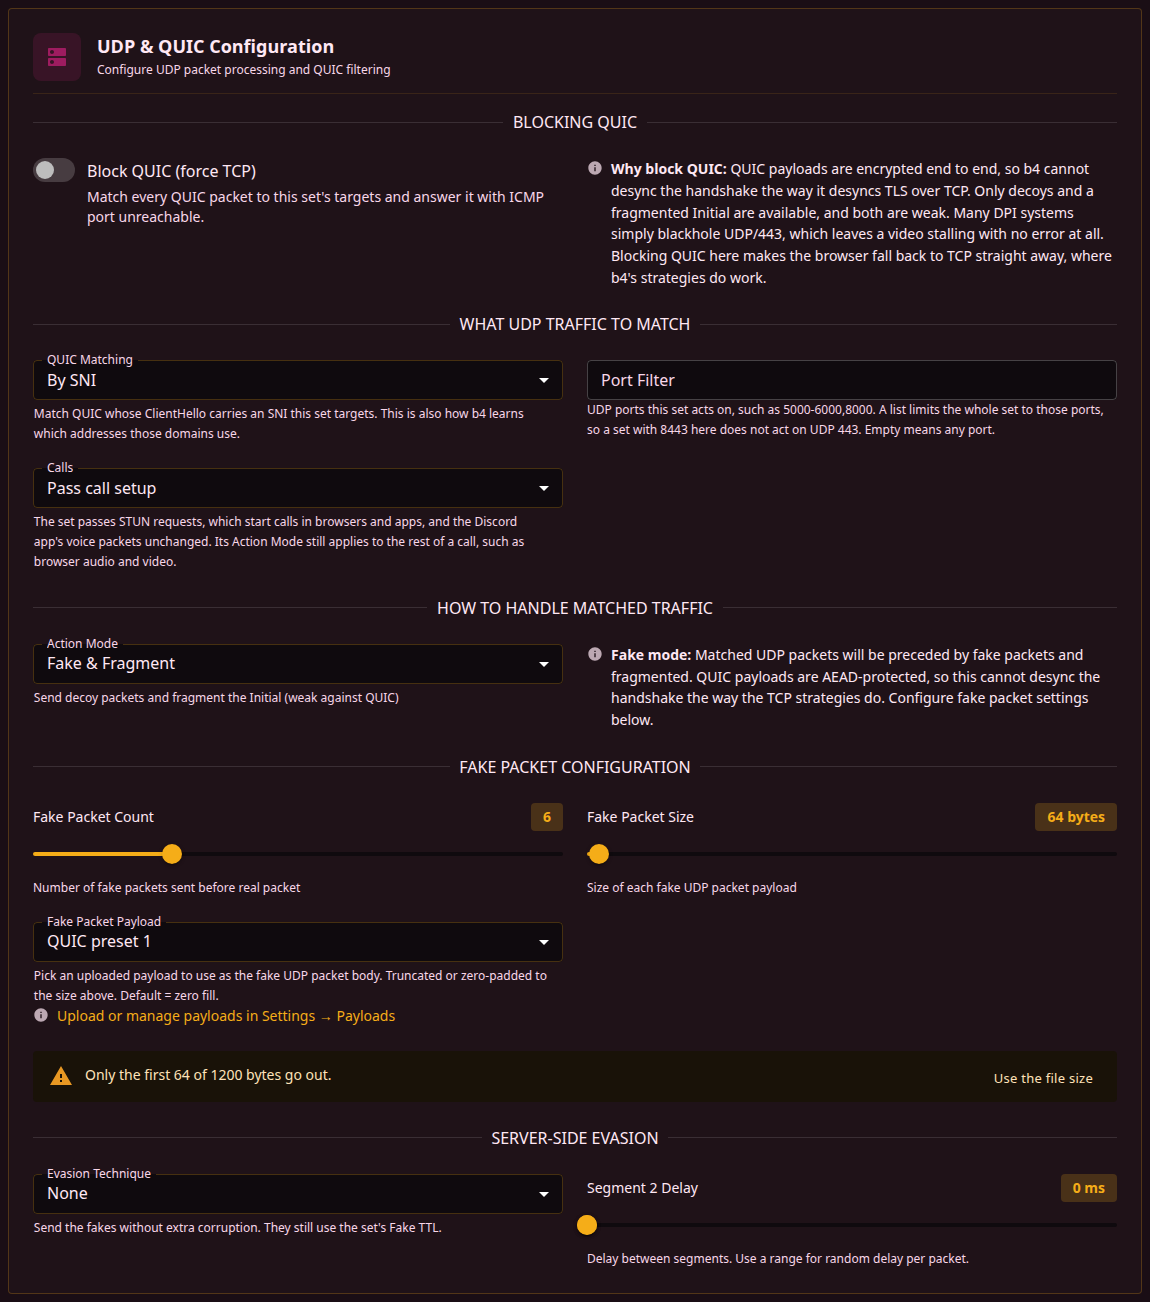 UDP & QUIC Configuration
Configure UDP packet processing and QUIC filtering
BLOCKING QUIC
Block QUIC (force TCP)
Match every QUIC packet to this set's targets and answer it with ICMP
port unreachable.
Why block QUIC: QUIC payloads are encrypted end to end, so b4 cannot
desync the handshake the way it desyncs TLS over TCP. Only decoys and a
fragmented Initial are available, and both are weak. Many DPI systems
simply blackhole UDP/443, which leaves a video stalling with no error at all.
Blocking QUIC here makes the browser fall back to TCP straight away, where
b4's strategies do work.
WHAT UDP TRAFFIC TO MATCH
QUIC Matching
By SNI
Match QUIC whose ClientHello carries an SNI this set targets. This is also how b4 learns
which addresses those domains use.
Port Filter
UDP ports this set acts on, such as 5000-6000,8000. A list limits the whole set to those ports,
so a set with 8443 here does not act on UDP 443. Empty means any port.
Calls
Pass call setup
The set passes STUN requests, which start calls in browsers and apps, and the Discord
app's voice packets unchanged. Its Action Mode still applies to the rest of a call, such as
browser audio and video.
HOW TO HANDLE MATCHED TRAFFIC
Action Mode
Fake & Fragment
Send decoy packets and fragment the Initial (weak against QUIC)
Fake mode: Matched UDP packets will be preceded by fake packets and
fragmented. QUIC payloads are AEAD-protected, so this cannot desync the
handshake the way the TCP strategies do. Configure fake packet settings
below.
FAKE PACKET CONFIGURATION
Fake Packet Count
6
Number of fake packets sent before real packet
Fake Packet Size
64 bytes
Size of each fake UDP packet payload
Fake Packet Payload
QUIC preset 1
Pick an uploaded payload to use as the fake UDP packet body. Truncated or zero-padded to
the size above. Default = zero fill.
Upload or manage payloads in Settings → Payloads
Only the first 64 of 1200 bytes go out.
Use the file size
SERVER-SIDE EVASION
Evasion Technique
None
Send the fakes without extra corruption. They still use the set's Fake TTL.
Segment 2 Delay
0 ms
Delay between segments. Use a range for random delay per packet.